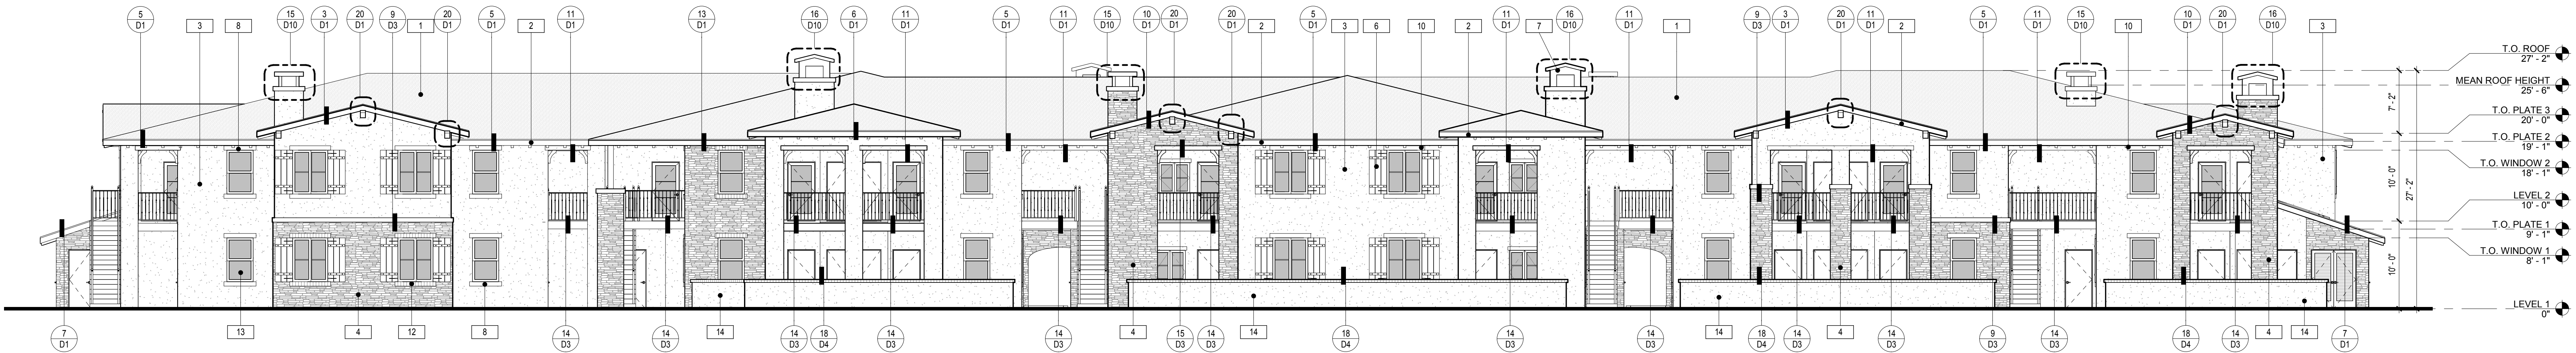 5 D1
3
8
15 D10
3 D1
20 D1
9 D3
1
20 D1
5 D1
2
11 D1
13 D1
16 D10
6 D1
11 D1
5 D1
11 D1
15 D10
10 D1
20 D1
20 D1
2
5 D1
3
6
10
2
11 D1
7
16 D10
11 D1
1
9 D3
3 D1
20 D1
11 D1
2
5 D1
11 D1
15 D10
10
10 D1
20 D1
16 D10
3
T.O. ROOF
27' - 2"
MEAN ROOF HEIGHT
25' - 6"
T.O. PLATE 3
20' - 0"
T.O. PLATE 2
19' - 1"
T.O. WINDOW 2
18' - 1"
LEVEL 2
10' - 0"
T.O. PLATE 1
9' - 1"
T.O. WINDOW 1
8' - 1"
LEVEL 1
0"
7' - 2"
10' - 0"
10' - 0"
27' - 2"
7 D1
13
4
12
8
14 D3
14 D3
14
14 D3
18 D4
14 D3
14 D3
4
15 D3
14 D3
14
18 D4
14 D3
14 D3
14
18 D4
14 D3
4
14 D3
9 D3
14 D3
18 D4
14 D3
4
14
7 D1